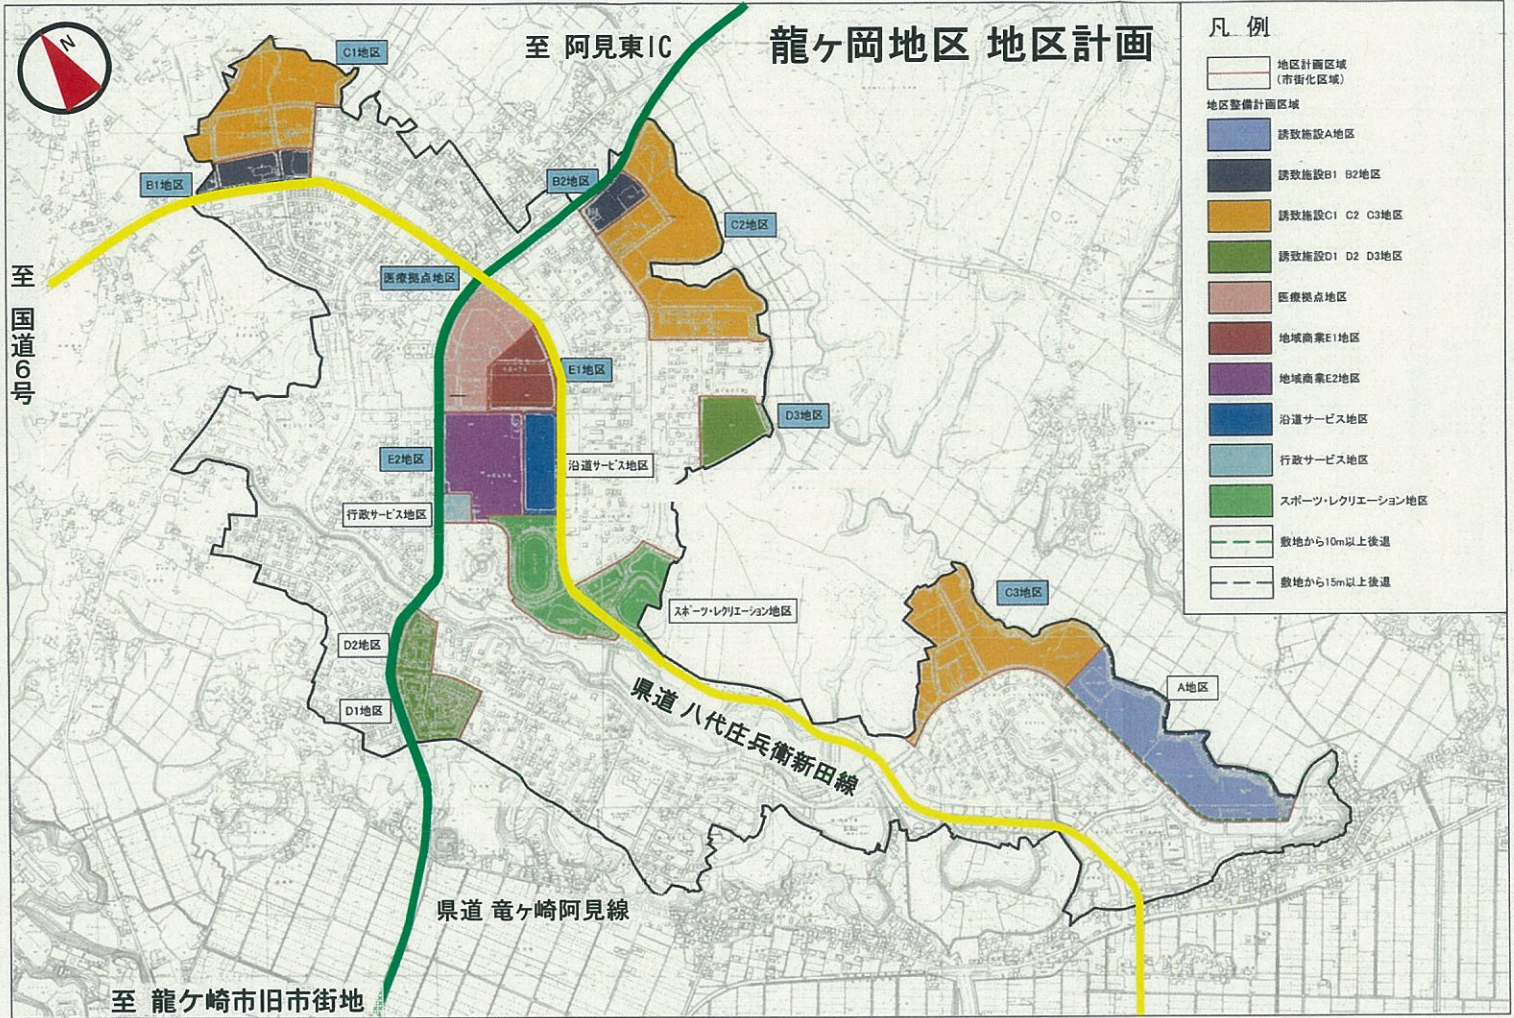 龍ヶ岡地区 地区計画
N
至 阿見東IC
C1地区
B1地区
B2地区
C2地区
医療拠点地区
至 国道6号
E1地区
D3地区
E2地区
沿道サービス地区
行政サービス地区
スポーツ・レクリエーション地区
C3地区
A地区
D2地区
D1地区
県道 八代庄兵衛新田線
県道 竜ヶ崎阿見線
至 龍ケ崎市旧市街地
凡 例
地区計画区域
(市街化区域)
地区整備計画区域
誘致施設A地区
誘致施設B1 B2地区
誘致施設C1 C2 C3地区
誘致施設D1 D2 D3地区
医療拠点地区
地域商業E1地区
地域商業E2地区
沿道サービス地区
行政サービス地区
スポーツ・レクリエーション地区
敷地から10m以上後退
敷地から15m以上後退